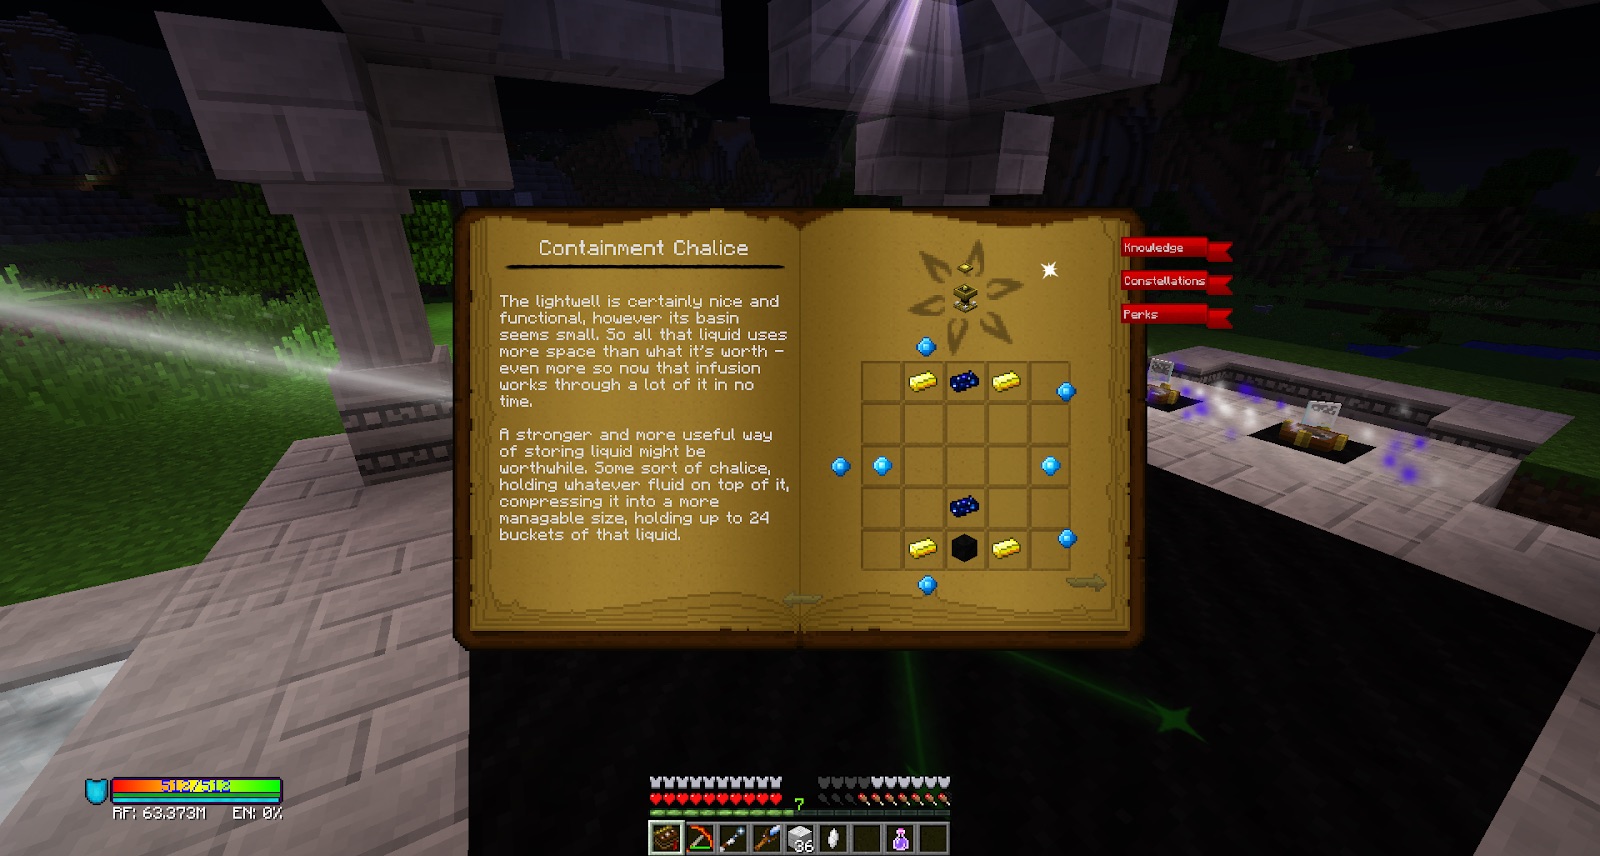 Containment Chalice
The lightwell is certainly nice and
functional, however its basin
seems small. So all that liquid uses
more space than what it's worth –
even more so now that infusion
works through a lot of it in no
time.
A stronger and more useful way
of storing liquid might be
worthwhile. Some sort of chalice,
holding whatever fluid on top of it,
compressing it into a more
managable size, holding up to 24
buckets of that liquid.
Knowledge
Constellations
Perks
512/512
RF: 63.373M EN: 0%
7
36